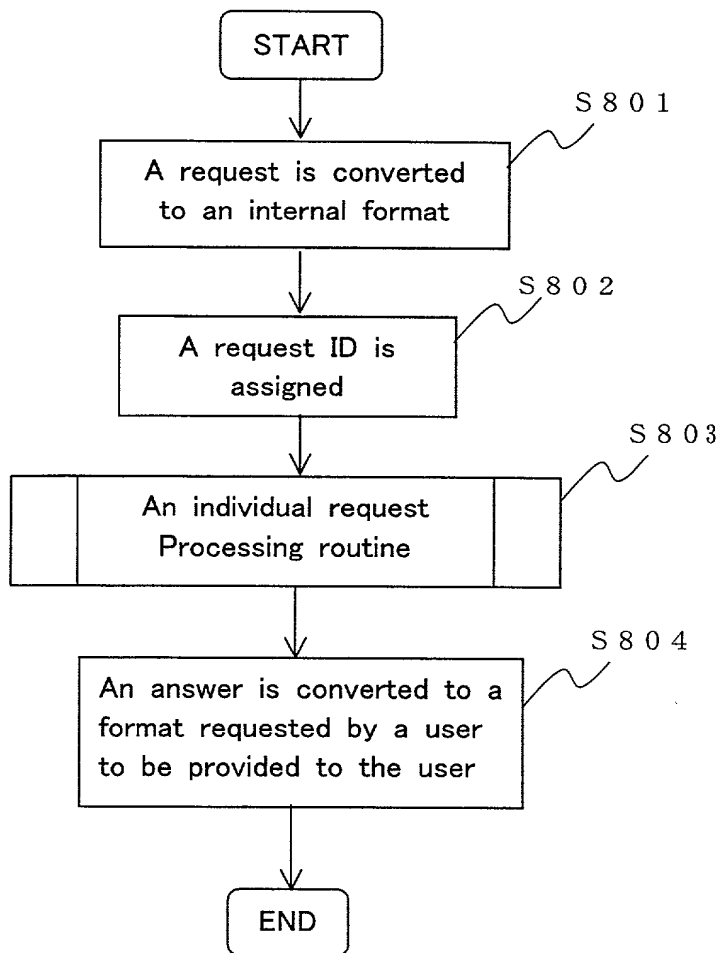 START
S801
A request is converted
to an internal format
S802
A request ID is
assigned
S803
An individual request
Processing routine
S804
An answer is converted to a
format requested by a user
to be provided to the user
END